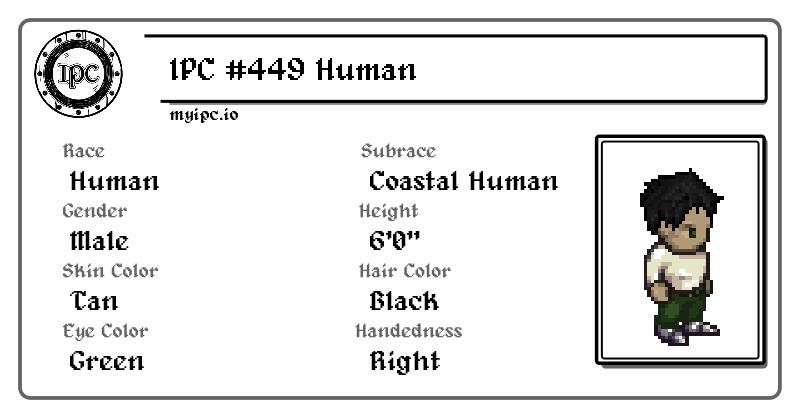 IPC
IPC #449 Human
myipc.io
Race
Human
Subrace
Coastal Human
Gender
Male
Height
6'0"
Skin Color
Tan
Hair Color
Black
Eye Color
Green
Handedness
Right